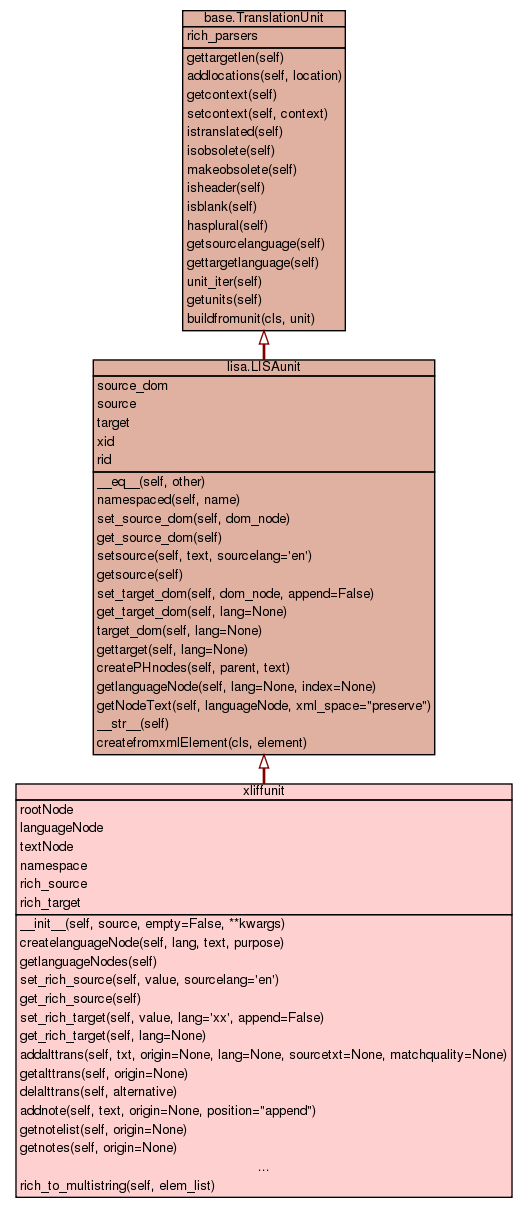 base.TranslationUnit
rich_parsers
gettargetlen(self)
addlocations(self, location)
getcontext(self)
setcontext(self, context)
istranslated(self)
isobsolete(self)
makeobsolete(self)
isheader(self)
isblank(self)
hasplural(self)
getsourcelanguage(self)
gettargetlanguage(self)
unit_iter(self)
getunits(self)
buildfromunit(cls, unit)
lisa.LISAunit
source_dom
source
target
xid
rid
__eq__(self, other)
namespaced(self, name)
set_source_dom(self, dom_node)
get_source_dom(self)
setsource(self, text, sourcelang='en')
getsource(self)
set_target_dom(self, dom_node, append=False)
get_target_dom(self, lang=None)
target_dom(self, lang=None)
gettarget(self, lang=None)
createPHnodes(self, parent, text)
getlanguageNode(self, lang=None, index=None)
getNodeText(self, languageNode, xml_space="preserve")
__str__(self)
createfromxmlElement(cls, element)
xliffunit
rootNode
languageNode
textNode
namespace
rich_source
rich_target
__init__(self, source, empty=False, **kwargs)
createlanguageNode(self, lang, text, purpose)
getlanguageNodes(self)
set_rich_source(self, value, sourcelang='en')
get_rich_source(self)
set_rich_target(self, value, lang='xx', append=False)
get_rich_target(self, lang=None)
addalttrans(self, txt, origin=None, lang=None, sourcetxt=None, matchquality=None)
getalttrans(self, origin=None)
delalttrans(self, alternative)
addnote(self, text, origin=None, position="append")
getnotelist(self, origin=None)
getnotes(self, origin=None)
...
rich_to_multistring(self, elem_list)